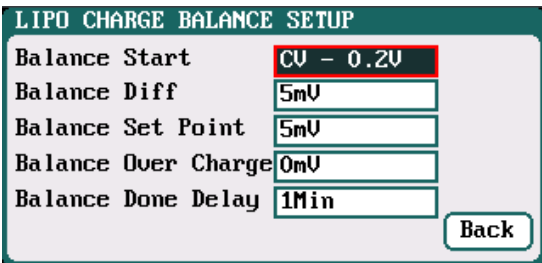 LIPO CHARGE BALANCE SETUP
Balance Start CV - 0.2V
Balance Diff 5mV
Balance Set Point 5mV
Balance Over Charge 0mV
Balance Done Delay 1Min
Back